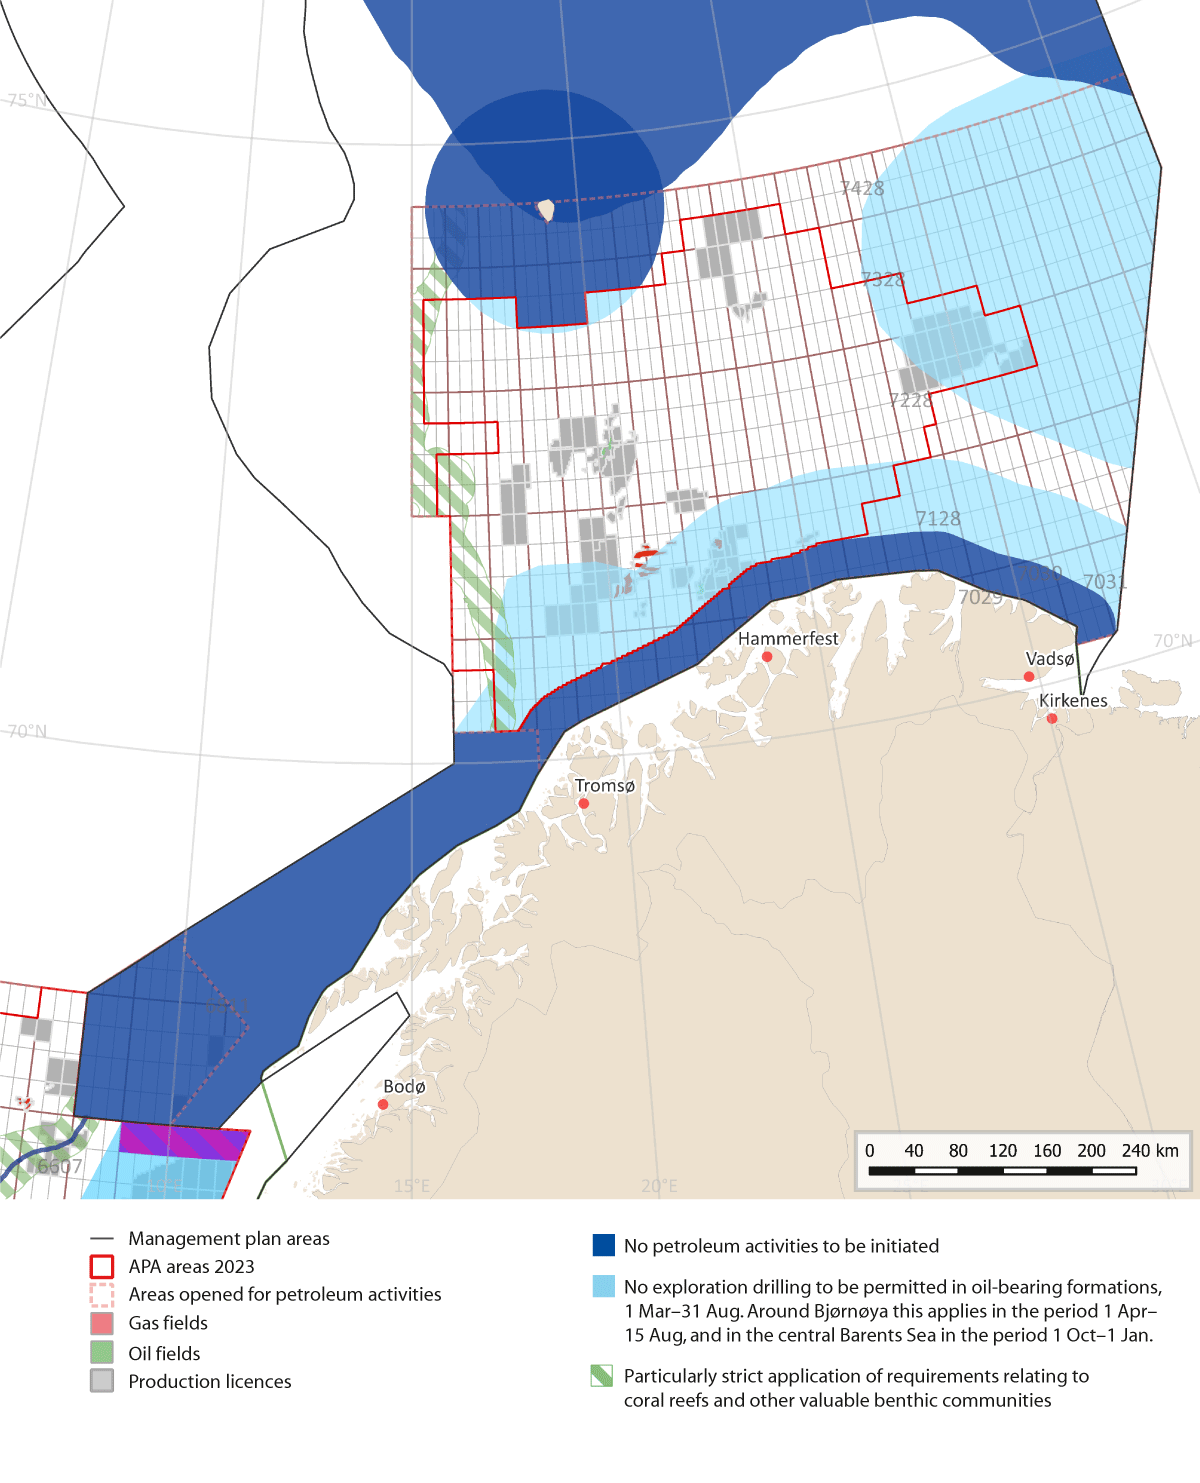 75°N
7428
7328
7228
7128
7029
7031
Hammerfest
70°N
Vadsø
Kirkenes
70°N
Tromsø
Bodø
6607
15°E
20°E
0 40 80 120 160 200 240 km
Management plan areas
APA areas 2023
Areas opened for petroleum activities
Gas fields
Oil fields
Production licences
No petroleum activities to be initiated
No exploration drilling to be permitted in oil-bearing formations,
1 Mar–31 Aug. Around Bjørnøya this applies in the period 1 Apr–
15 Aug, and in the central Barents Sea in the period 1 Oct–1 Jan.
Particularly strict application of requirements relating to
coral reefs and other valuable benthic communities